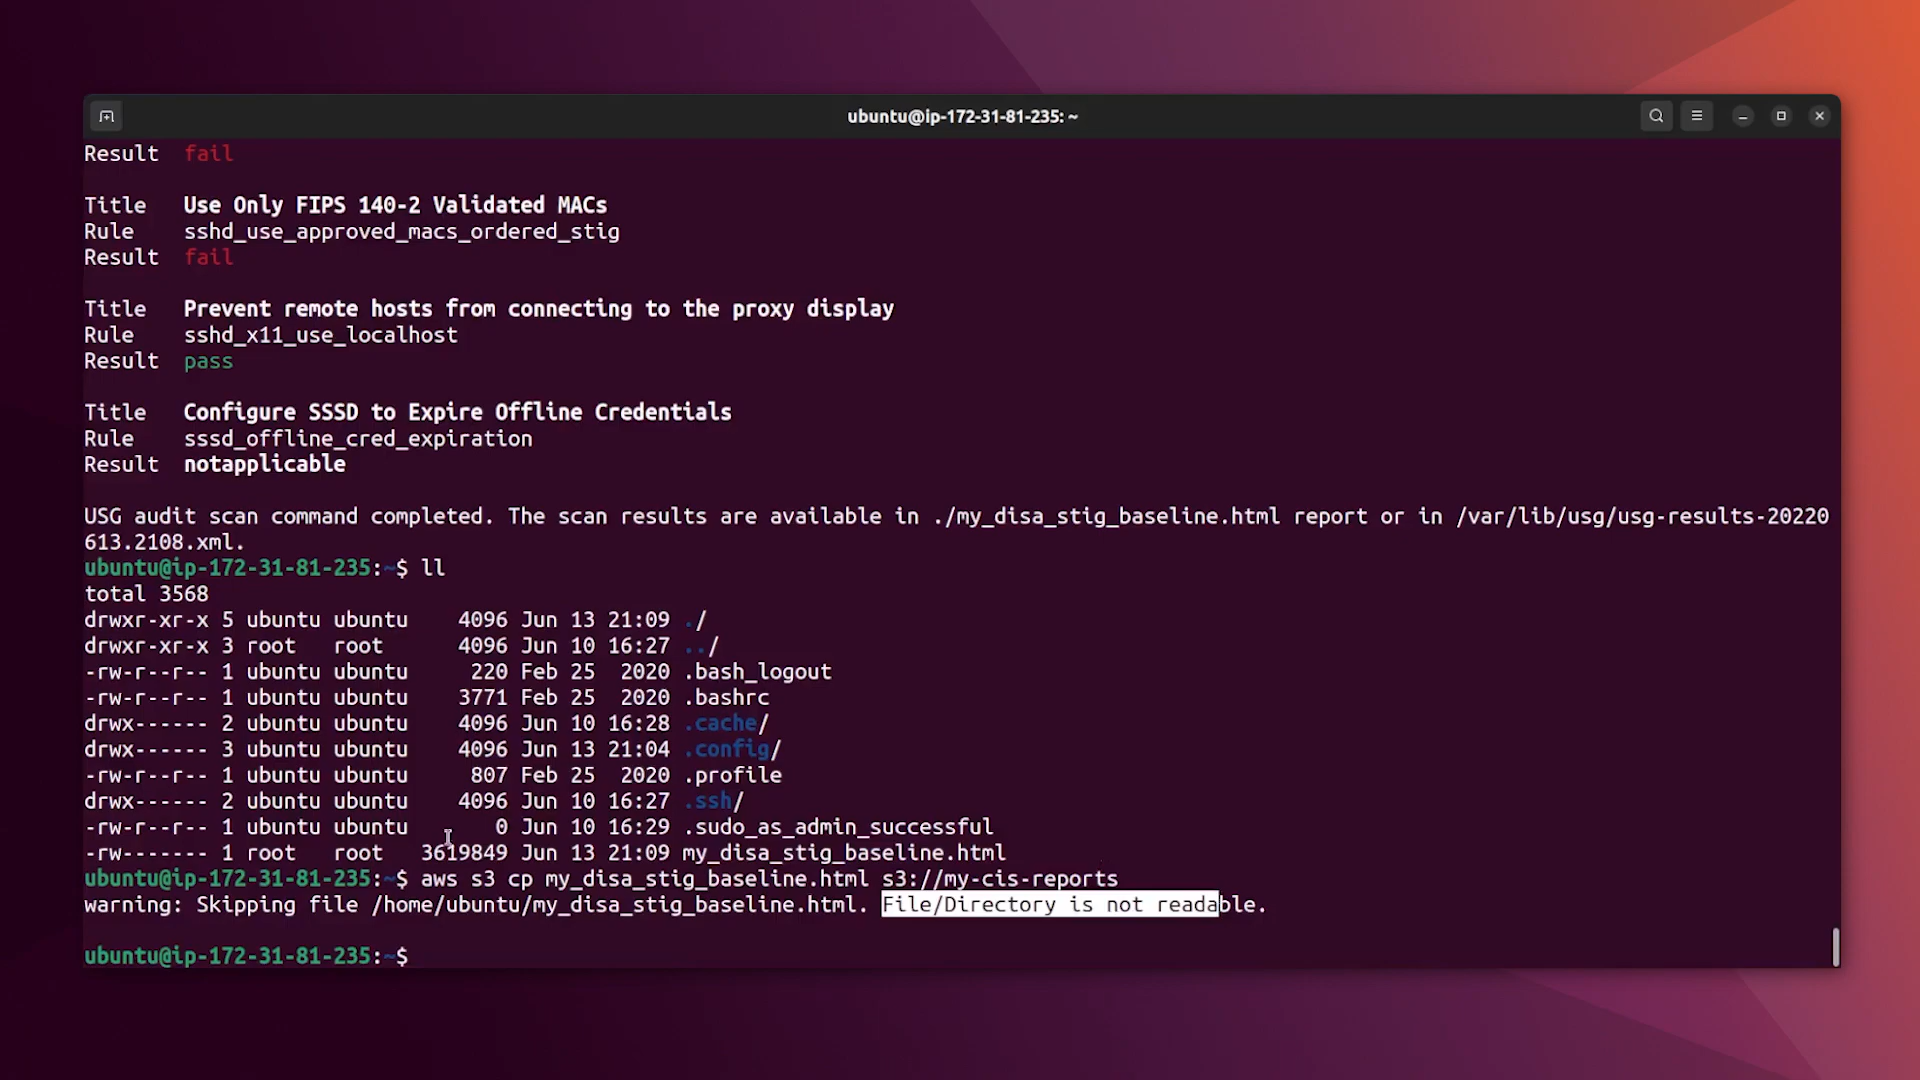 ubuntu@ip-172-31-81-235: ~
Result  fail
Title   Use Only FIPS 140-2 Validated MACs
Rule    sshd_use_approved_macs_ordered_stig
Result  fail
Title   Prevent remote hosts from connecting to the proxy display
Rule    sshd_x11_use_localhost
Result  pass
Title   Configure SSSD to Expire Offline Credentials
Rule    sssd_offline_cred_expiration
Result  notapplicable
USG audit scan command completed. The scan results are available in ./my_disa_stig_baseline.html report or in /var/lib/usg/usg-results-20220
613.2108.xml.
ubuntu@ip-172-31-81-235:~$ ll
total 3568
drwxr-xr-x 5 ubuntu ubuntu    4096 Jun 13 21:09 ./
drwxr-xr-x 3 root   root      4096 Jun 10 16:27 ../
-rw-r--r-- 1 ubuntu ubuntu     220 Feb 25  2020 .bash_logout
-rw-r--r-- 1 ubuntu ubuntu    3771 Feb 25  2020 .bashrc
drwx------ 2 ubuntu ubuntu    4096 Jun 10 16:28 .cache/
drwx------ 3 ubuntu ubuntu    4096 Jun 13 21:04 .config/
-rw-r--r-- 1 ubuntu ubuntu     807 Feb 25  2020 .profile
drwx------ 2 ubuntu ubuntu    4096 Jun 10 16:27 .ssh/
-rw-r--r-- 1 ubuntu ubuntu       0 Jun 10 16:29 .sudo_as_admin_successful
-rw------- 1 root   root   3619849 Jun 13 21:09 my_disa_stig_baseline.html
ubuntu@ip-172-31-81-235:~$ aws s3 cp my_disa_stig_baseline.html s3://my-cis-reports
warning: Skipping file /home/ubuntu/my_disa_stig_baseline.html. File/Directory is not readable.
ubuntu@ip-172-31-81-235:~$